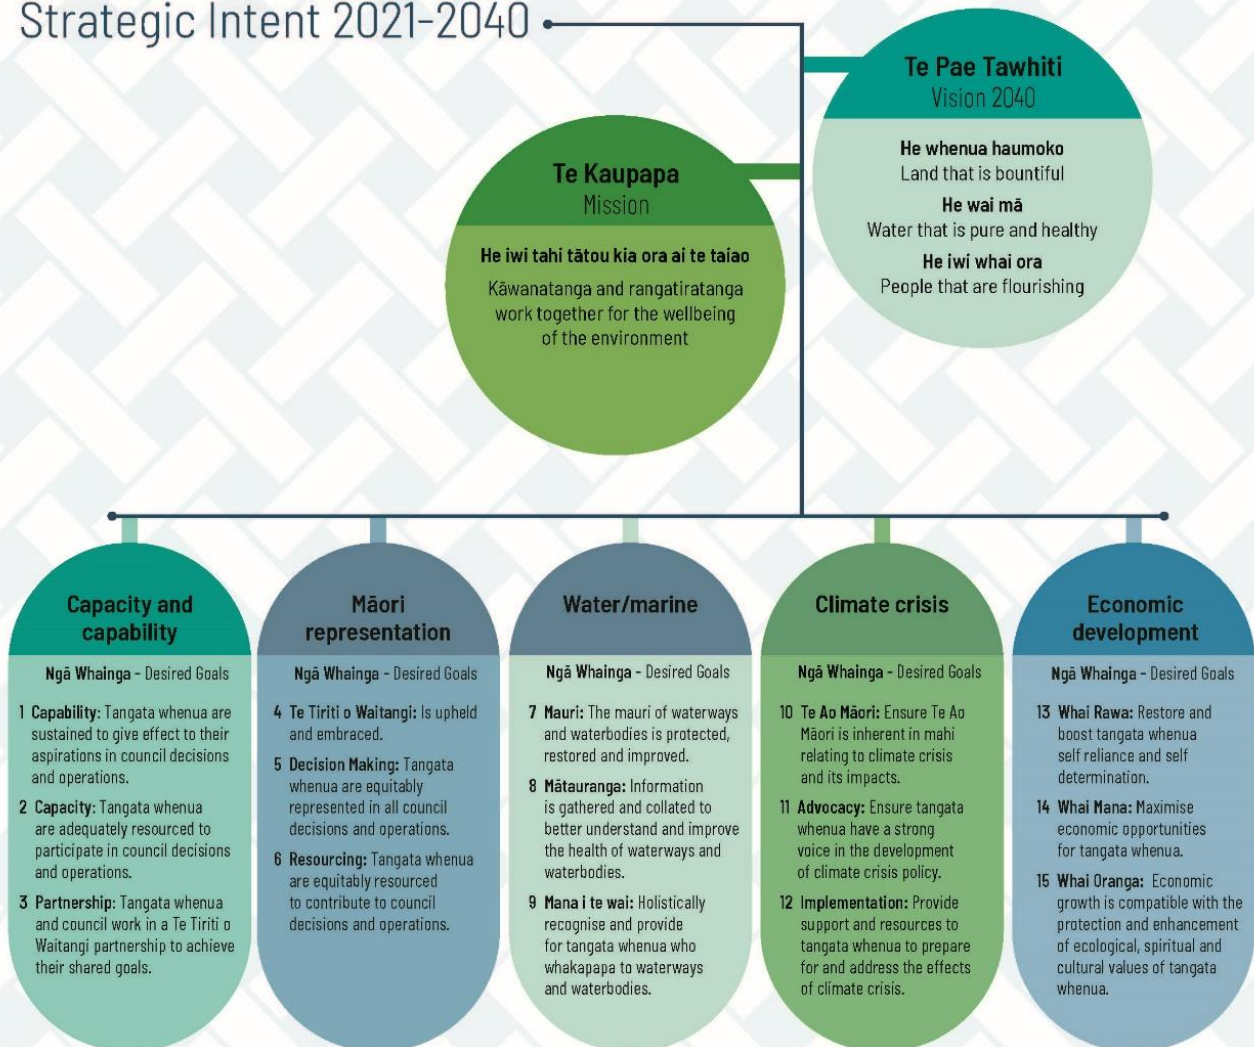 Strategic Intent 2021-2040
Te Pae Tawhiti
Vision 2040
He whenua haumoko
Land that is bountiful
He wai mā
Water that is pure and healthy
He iwi whai ora
People that are flourishing
Te Kaupapa
Mission
He iwi tahi tātou kia ora ai te taiao
Kāwanatanga and rangatiratanga
work together for the wellbeing
of the environment
Capacity and
capability
Ngā Whainga - Desired Goals
1 Capability: Tangata whenua are
sustained to give effect to their
aspirations in council decisions
and operations.
2 Capacity: Tangata whenua
are adequately resourced to
participate in council decisions
and operations.
3 Partnership: Tangata whenua
and council work in a Te Tiriti o
Waitangi partnership to achieve
their shared goals.
Māori
representation
Ngā Whainga - Desired Goals
4 Te Tiriti o Waitangi: Is upheld
and embraced.
5 Decision Making: Tangata
whenua are equitably
represented in all council
decisions and operations.
6 Resourcing: Tangata whenua
are equitably resourced
to contribute to council
decisions and operations.
Water/marine
Ngā Whainga - Desired Goals
7 Mauri: The mauri of waterways
and waterbodies is protected,
restored and improved.
8 Mātauranga: Information
is gathered and collated to
better understand and improve
the health of waterways and
waterbodies.
9 Mana i te wai: Holistically
recognise and provide
for tangata whenua who
whakapapa to waterways
and waterbodies.
Climate crisis
Ngā Whainga - Desired Goals
10 Te Ao Māori: Ensure Te Ao
Māori is inherent in mahi
relating to climate crisis
and its impacts.
11 Advocacy: Ensure tangata
whenua have a strong
voice in the development
of climate crisis policy.
12 Implementation: Provide
support and resources to
tangata whenua to prepare
for and address the effects
of climate crisis.
Economic
development
Ngā Whainga - Desired Goals
13 Whai Rawa: Restore and
boost tangata whenua
self reliance and self
determination.
14 Whai Mana: Maximise
economic opportunities
for tangata whenua.
15 Whai Oranga: Economic
growth is compatible with the
protection and enhancement
of ecological, spiritual and
cultural values of tangata
whenua.